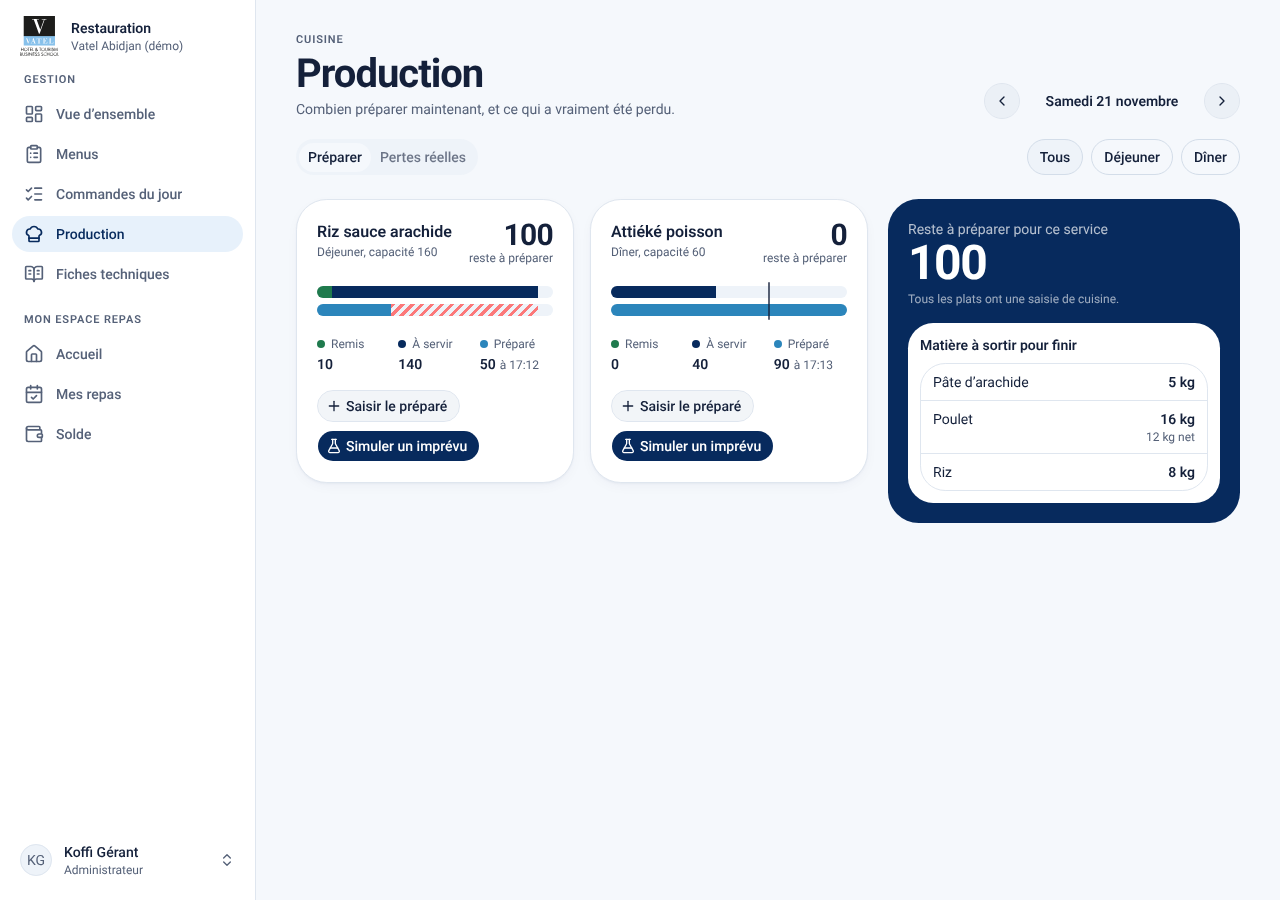 V
VATEL
HOTEL & TOURISM
BUSINESS SCHOOL
Restauration
Vatel Abidjan (démo)
GESTION
Vue d’ensemble
Menus
Commandes du jour
Production
Fiches techniques
MON ESPACE REPAS
Accueil
Mes repas
Solde
KG
Koffi Gérant
Administrateur
CUISINE
Production
Combien préparer maintenant, et ce qui a vraiment été perdu.
Samedi 21 novembre
Préparer Pertes réelles
Tous Déjeuner Dîner
Riz sauce arachide 100
Déjeuner, capacité 160 reste à préparer
Remis À servir Préparé
10 140 50 à 17:12
Saisir le préparé
Simuler un imprévu
Attiéké poisson 0
Dîner, capacité 60 reste à préparer
Remis À servir Préparé
0 40 90 à 17:13
Saisir le préparé
Simuler un imprévu
Reste à préparer pour ce service
100
Tous les plats ont une saisie de cuisine.
Matière à sortir pour finir
Pâte d’arachide 5 kg
Poulet 16 kg
12 kg net
Riz 8 kg